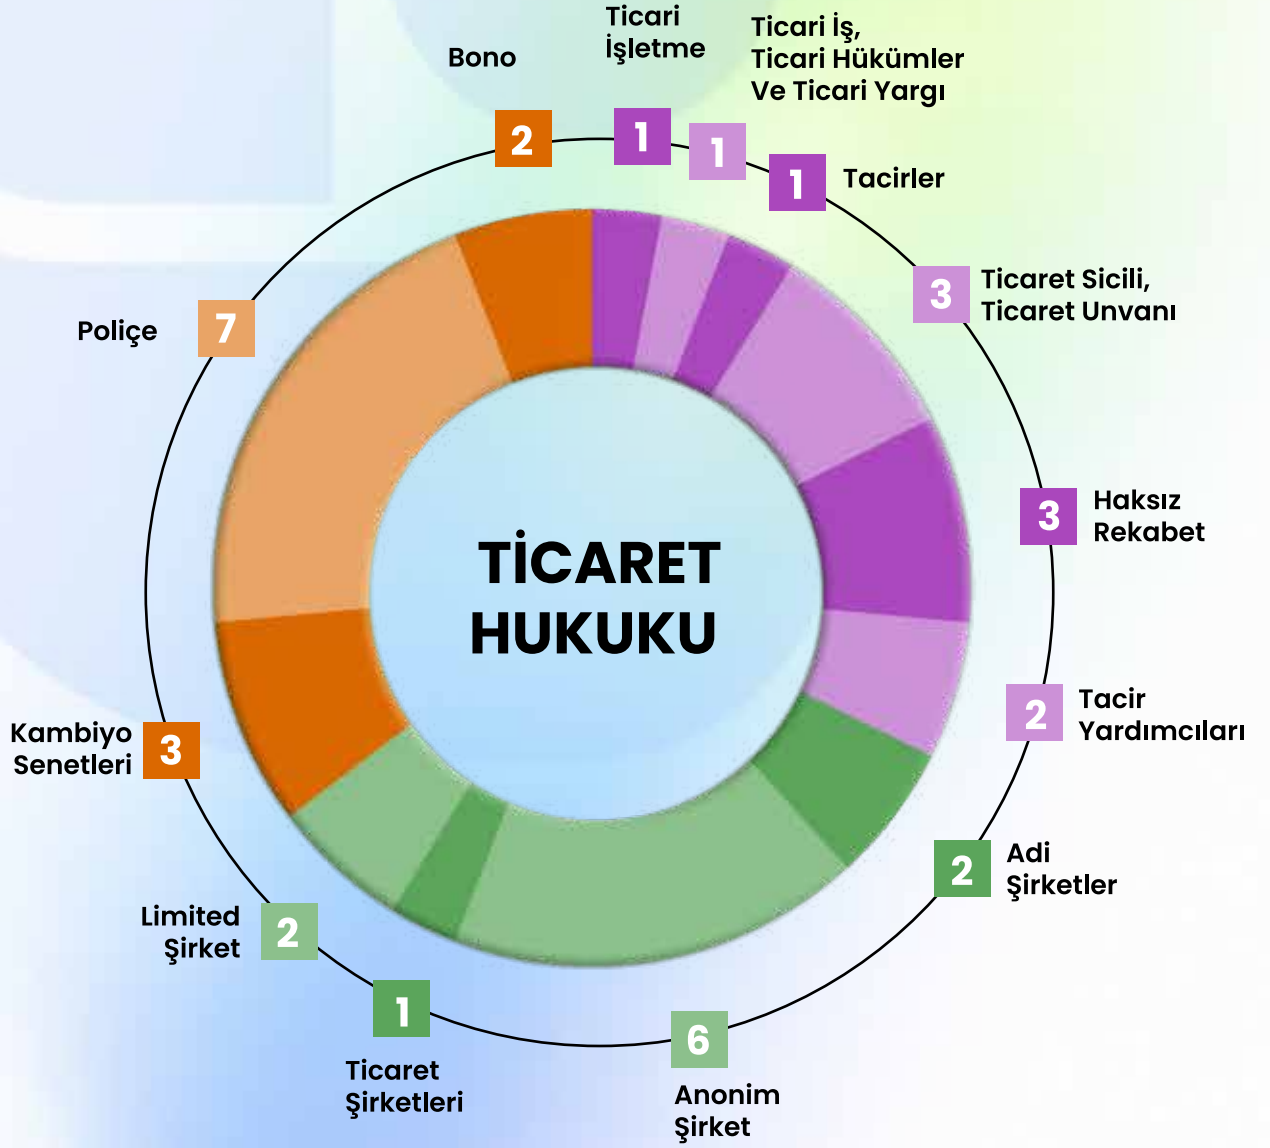 Ticari
İşletme
1
Ticari İş,
Ticari Hükümler
Ve Ticari Yargı
1
Tacirler
1
Ticaret Sicili,
Ticaret Unvanı
3
Haksız
Rekabet
3
Tacir
Yardımcıları
2
Adi
Şirketler
2
Anonim
Şirket
6
Ticaret
Şirketleri
1
Limited
Şirket
2
Kambiyo
Senetleri
3
Poliçe
7
Bono
2
TİCARET
HUKUKU